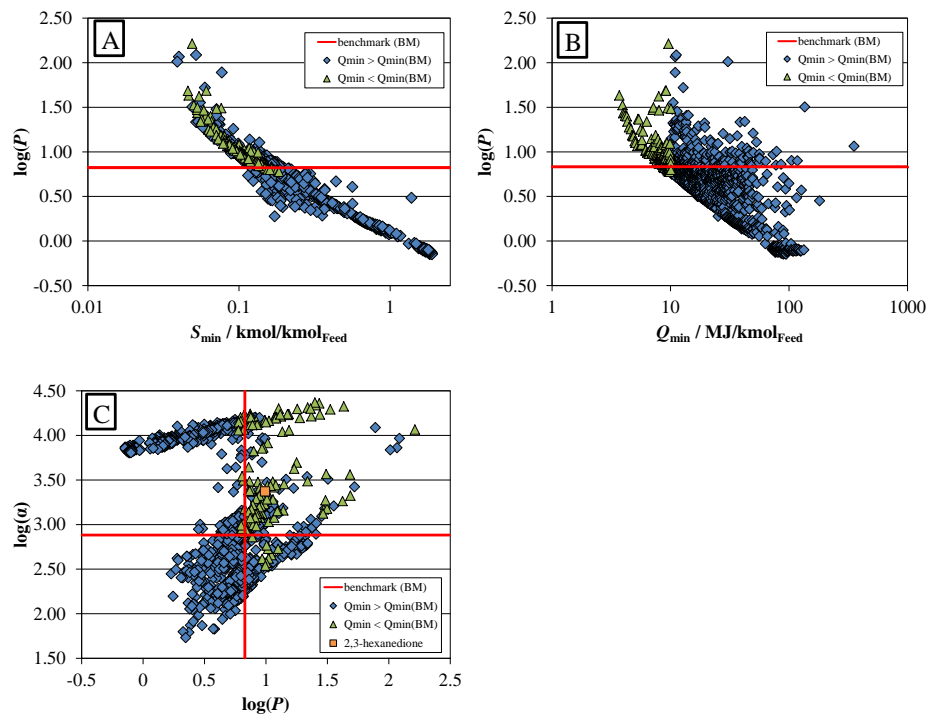 A
2.50
2.00
1.50
1.00
0.50
0.00
-0.50
log(P)
benchmark (BM)
Qmin > Qmin(BM)
Qmin < Qmin(BM)
0.01
0.1
1
Smin / kmol/kmolFeed
B
2.50
2.00
1.50
1.00
0.50
0.00
-0.50
log(P)
benchmark (BM)
Qmin > Qmin(BM)
Qmin < Qmin(BM)
1
10
100
1000
Qmin / MJ/kmolFeed
C
4.50
4.00
3.50
3.00
2.50
2.00
1.50
log(α)
benchmark (BM)
Qmin > Qmin(BM)
Qmin < Qmin(BM)
2,3-hexanedione
-0.5
0
0.5
1
1.5
2
2.5
log(P)